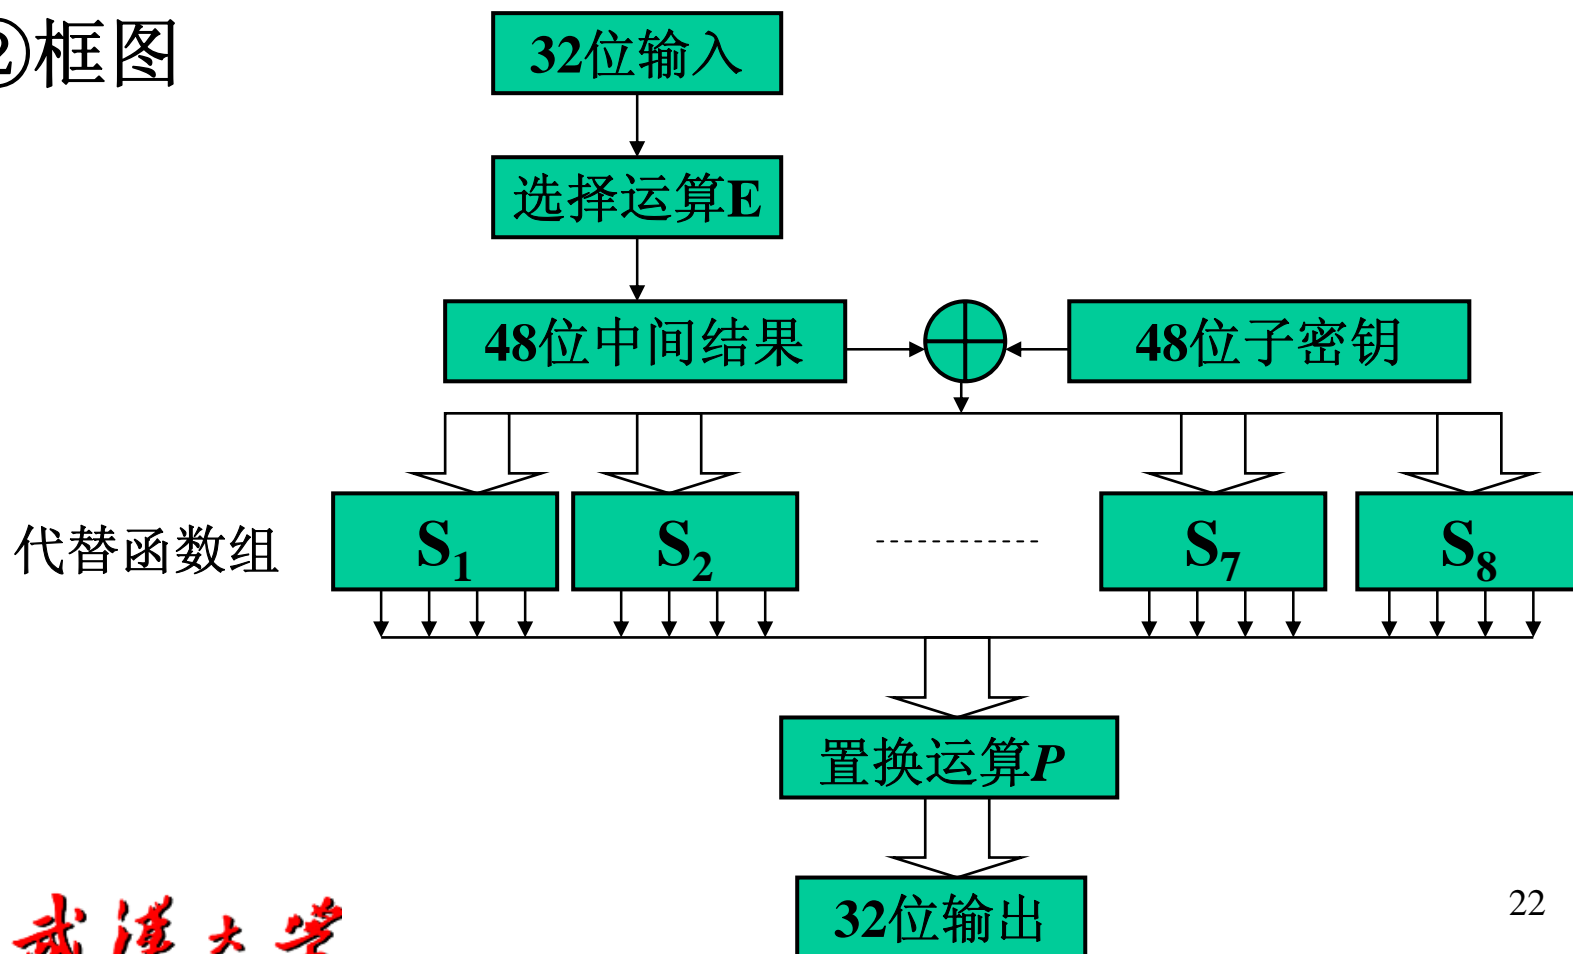 ②框图
32位输入
选择运算E
48位中间结果
48位子密钥
代替函数组
S1
S2
S7
S8
置换运算P
32位输出
武汉大学
22